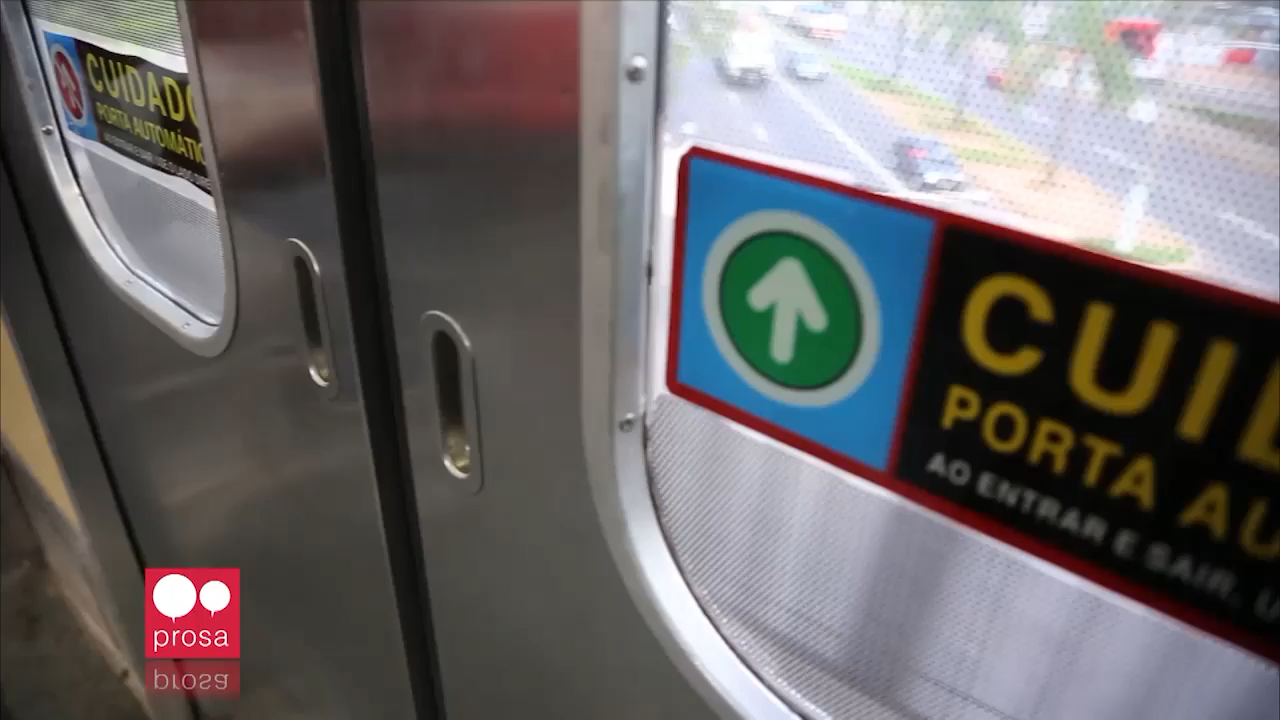 CUIDADO
PORTA AUTOMÁTIC
CUI
PORTA AU
AO ENTRAR E SAIR, U
prosa